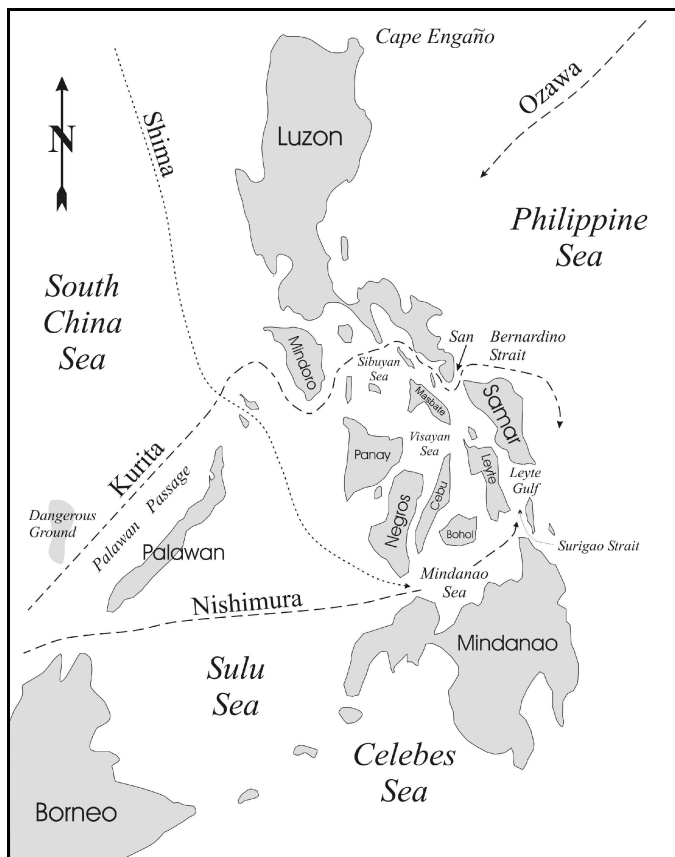 Cape Engaño
Ozawa
N
Shima
Luzon
Philippine
Sea
South
China
Sea
San Bernardino
Strait
Mindoro
Sibuyan
Sea
Masbate
Samar
Kurita
Visayan
Sea
Panay
Leyte
Leyte
Gulf
Palawan Passage
Cebu
Negros
Dangerous
Ground
Bohol
Surigao Strait
Palawan
Mindanao
Sea
Nishimura
Mindanao
Sulu
Sea
Celebes
Sea
Borneo